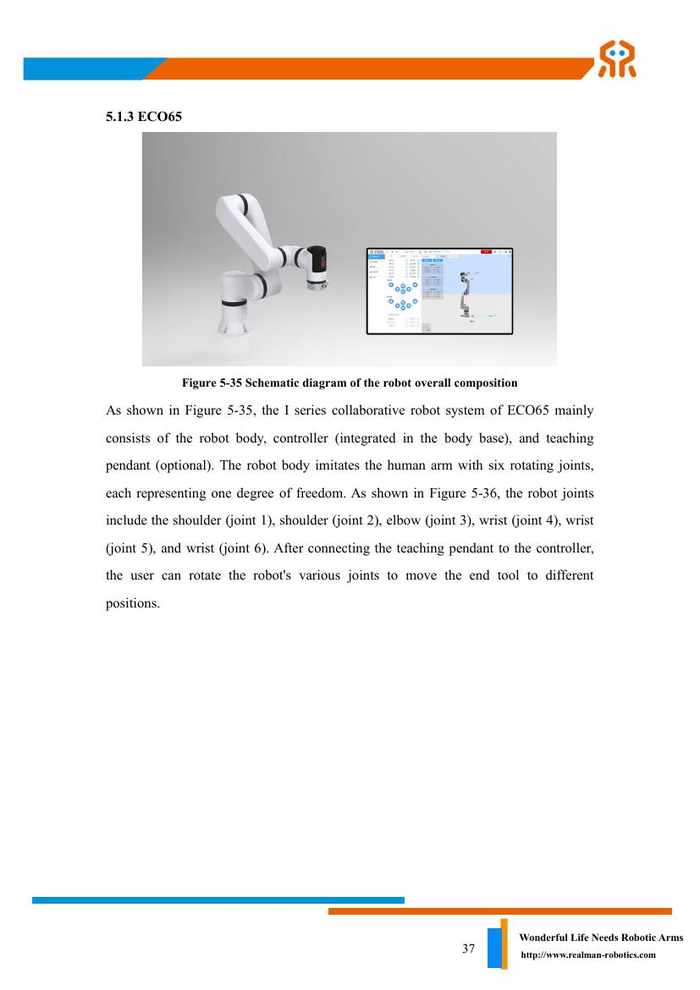 5.1.3 ECO65
Figure 5-35 Schematic diagram of the robot overall composition
As shown in Figure 5-35, the I series collaborative robot system of ECO65 mainly
consists of the robot body, controller (integrated in the body base), and teaching
pendant (optional). The robot body imitates the human arm with six rotating joints,
each representing one degree of freedom. As shown in Figure 5-36, the robot joints
include the shoulder (joint 1), shoulder (joint 2), elbow (joint 3), wrist (joint 4), wrist
(joint 5), and wrist (joint 6). After connecting the teaching pendant to the controller,
the user can rotate the robot's various joints to move the end tool to different
positions.
37
Wonderful Life Needs Robotic Arms
http://www.realman-robotics.com